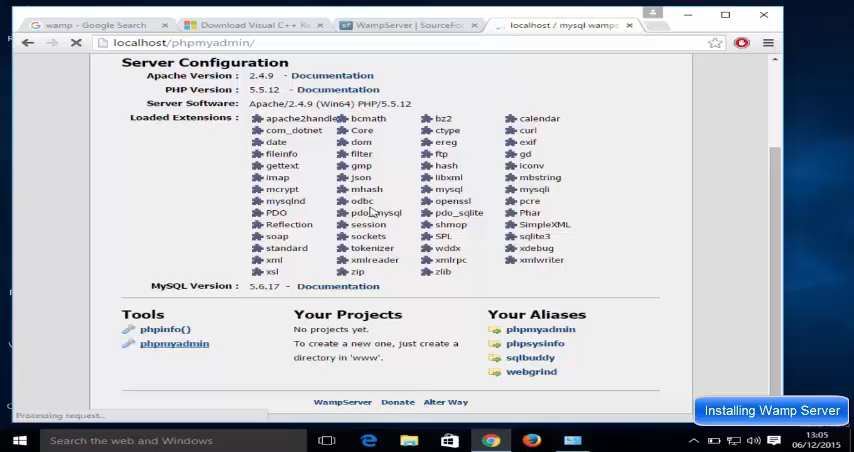 wamp - Google Search
Download Visual C++ Re
WampServer | SourceFor
localhost / mysql wamps
localhost/phpmyadmin/
Server Configuration
Apache Version : 2.4.9 - Documentation
PHP Version : 5.5.12 - Documentation
Server Software: Apache/2.4.9 (Win64) PHP/5.5.12
Loaded Extensions : apache2handle bcmath bz2 calendar
com_dotnet Core ctype curl
date dom ereg exif
fileinfo filter ftp gd
gettext gmp hash iconv
imap json libxml mbstring
mcrypt mhash mysql mysqli
mysqlnd odbc openssl pcre
PDO pdo_mysql pdo_sqlite Phar
Reflection session shmop SimpleXML
soap sockets SPL sqlite3
standard tokenizer wddx xdebug
xml xmlreader xmlrpc xmlwriter
xsl zip zlib
MySQL Version : 5.6.17 - Documentation
Tools Your Projects Your Aliases
phpinfo() No projects yet. phpmyadmin
phpmyadmin To create a new one, just create a phpsysinfo
directory in 'www'. sqlbuddy
webgrind
WampServer Donate Alter Way
Processing request...
Installing Wamp Server
Search the web and Windows
13:05
06/12/2015